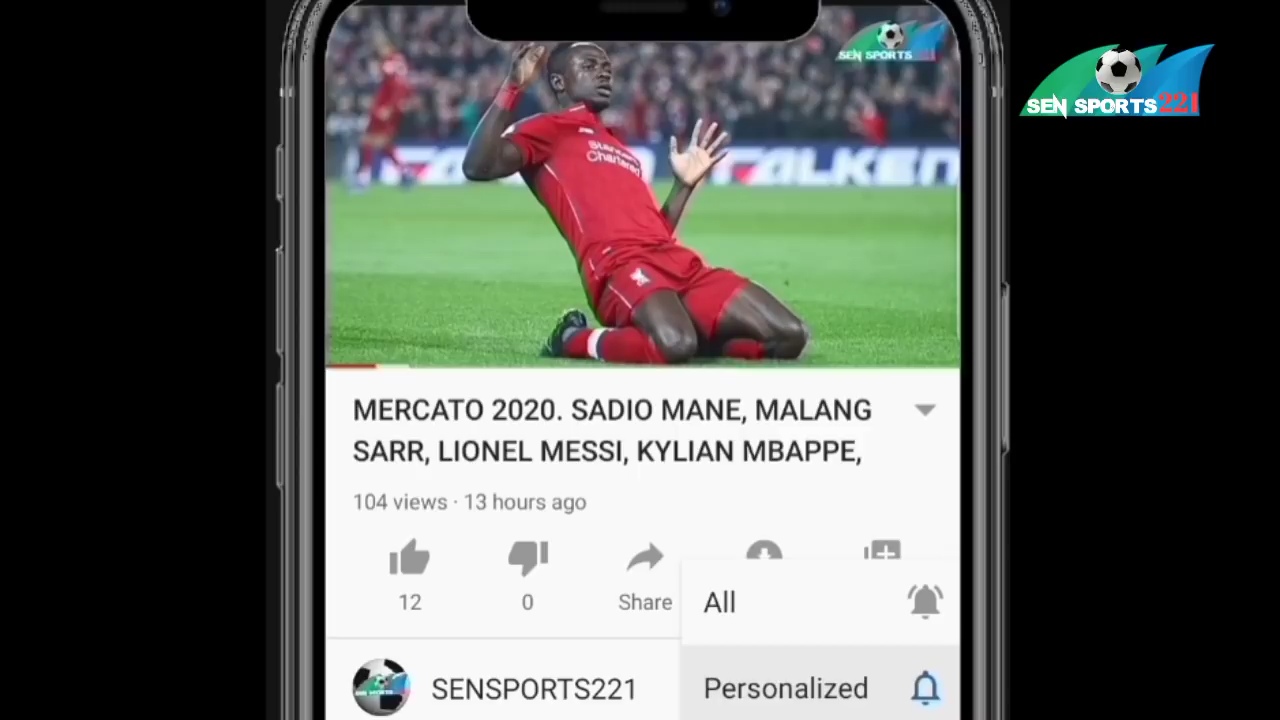 SEN SPORTS
SEN SPORTS221
Standard
Chartered
FALKEN
MERCATO 2020. SADIO MANE, MALANG
SARR, LIONEL MESSI, KYLIAN MBAPPE,
104 views · 13 hours ago
12
0
Share
All
SENSPORTS221
Personalized